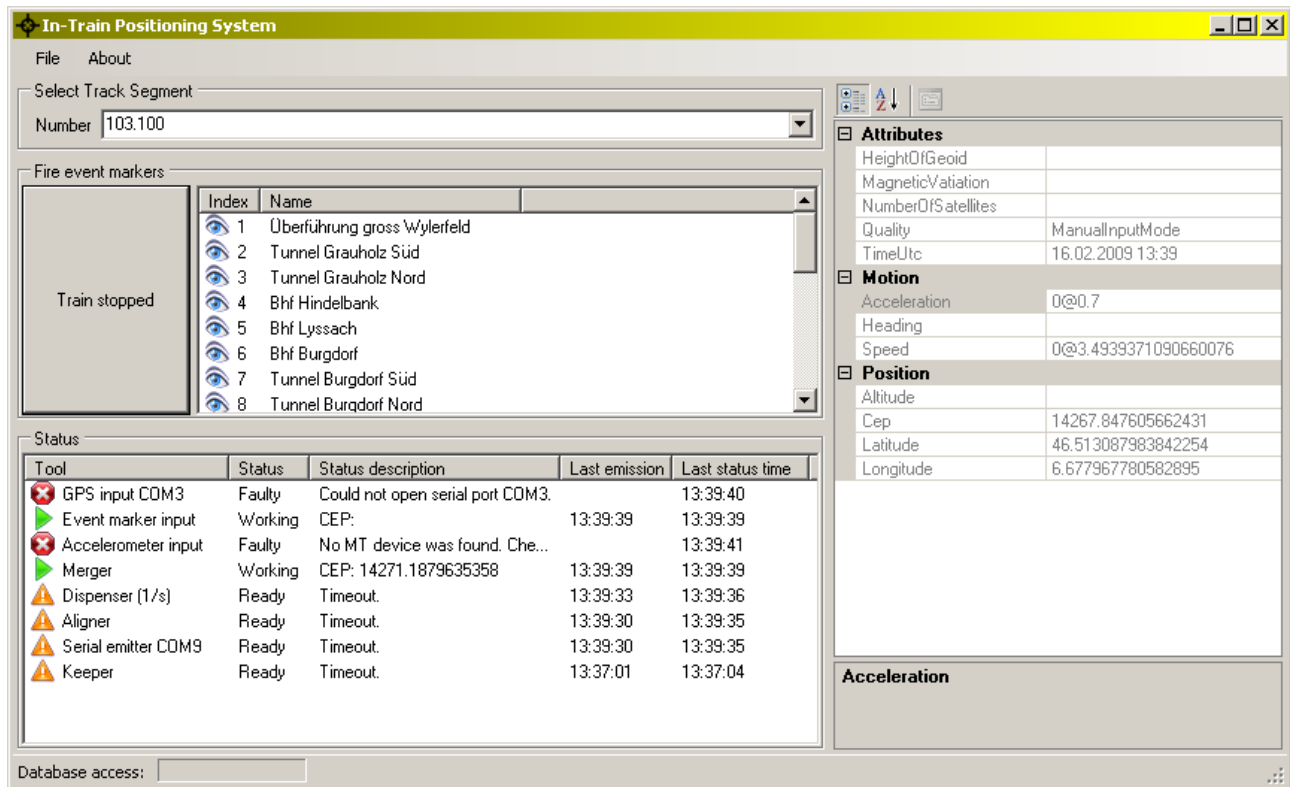 In-Train Positioning System
File About
Select Track Segment
Number 103.100
Fire event markers
Train stopped
Index Name
1 Überführung gross Wylerfeld
2 Tunnel Grauholz Süd
3 Tunnel Grauholz Nord
4 Bhf Hindelbank
5 Bhf Lyssach
6 Bhf Burgdorf
7 Tunnel Burgdorf Süd
8 Tunnel Burgdorf Nord
Status
Tool Status Status description Last emission Last status time
GPS input COM3 Faulty Could not open serial port COM3. 13:39:40
Event marker input Working CEP: 13:39:39 13:39:39
Accelerometer input Faulty No MT device was found. Che... 13:39:41
Merger Working CEP: 14271.1879635358 13:39:39 13:39:39
Dispenser (1/s) Ready Timeout. 13:39:33 13:39:36
Aligner Ready Timeout. 13:39:30 13:39:35
Serial emitter COM9 Ready Timeout. 13:39:30 13:39:35
Keeper Ready Timeout. 13:37:01 13:37:04
Database access:
Attributes
HeightOfGeoid
MagneticVatiation
NumberOfSatellites
Quality ManualInputMode
TimeUtc 16.02.2009 13:39
Motion
Acceleration 0@0.7
Heading
Speed 0@3.4939371090660076
Position
Altitude
Cep 14267.847605662431
Latitude 46.513087983842254
Longitude 6.677967780582895
Acceleration